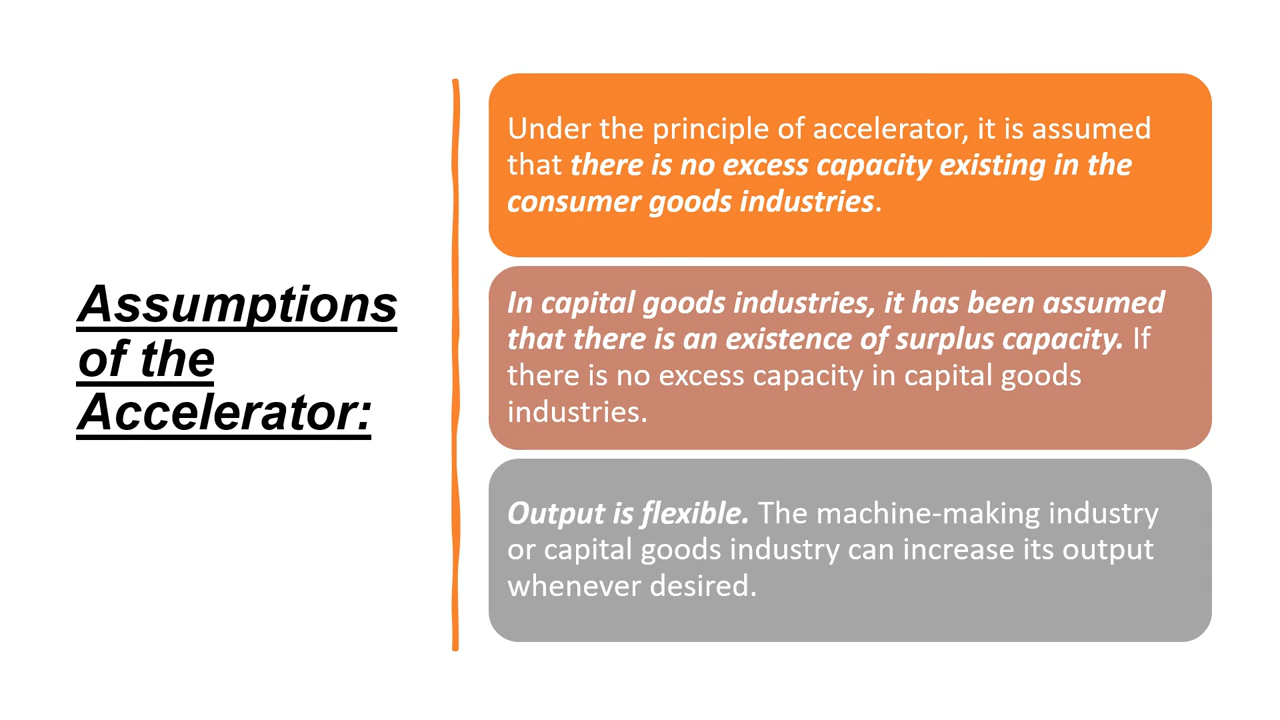 Assumptions
of the
Accelerator:
Under the principle of accelerator, it is assumed
that there is no excess capacity existing in the
consumer goods industries.
In capital goods industries, it has been assumed
that there is an existence of surplus capacity. If
there is no excess capacity in capital goods
industries.
Output is flexible. The machine-making industry
or capital goods industry can increase its output
whenever desired.